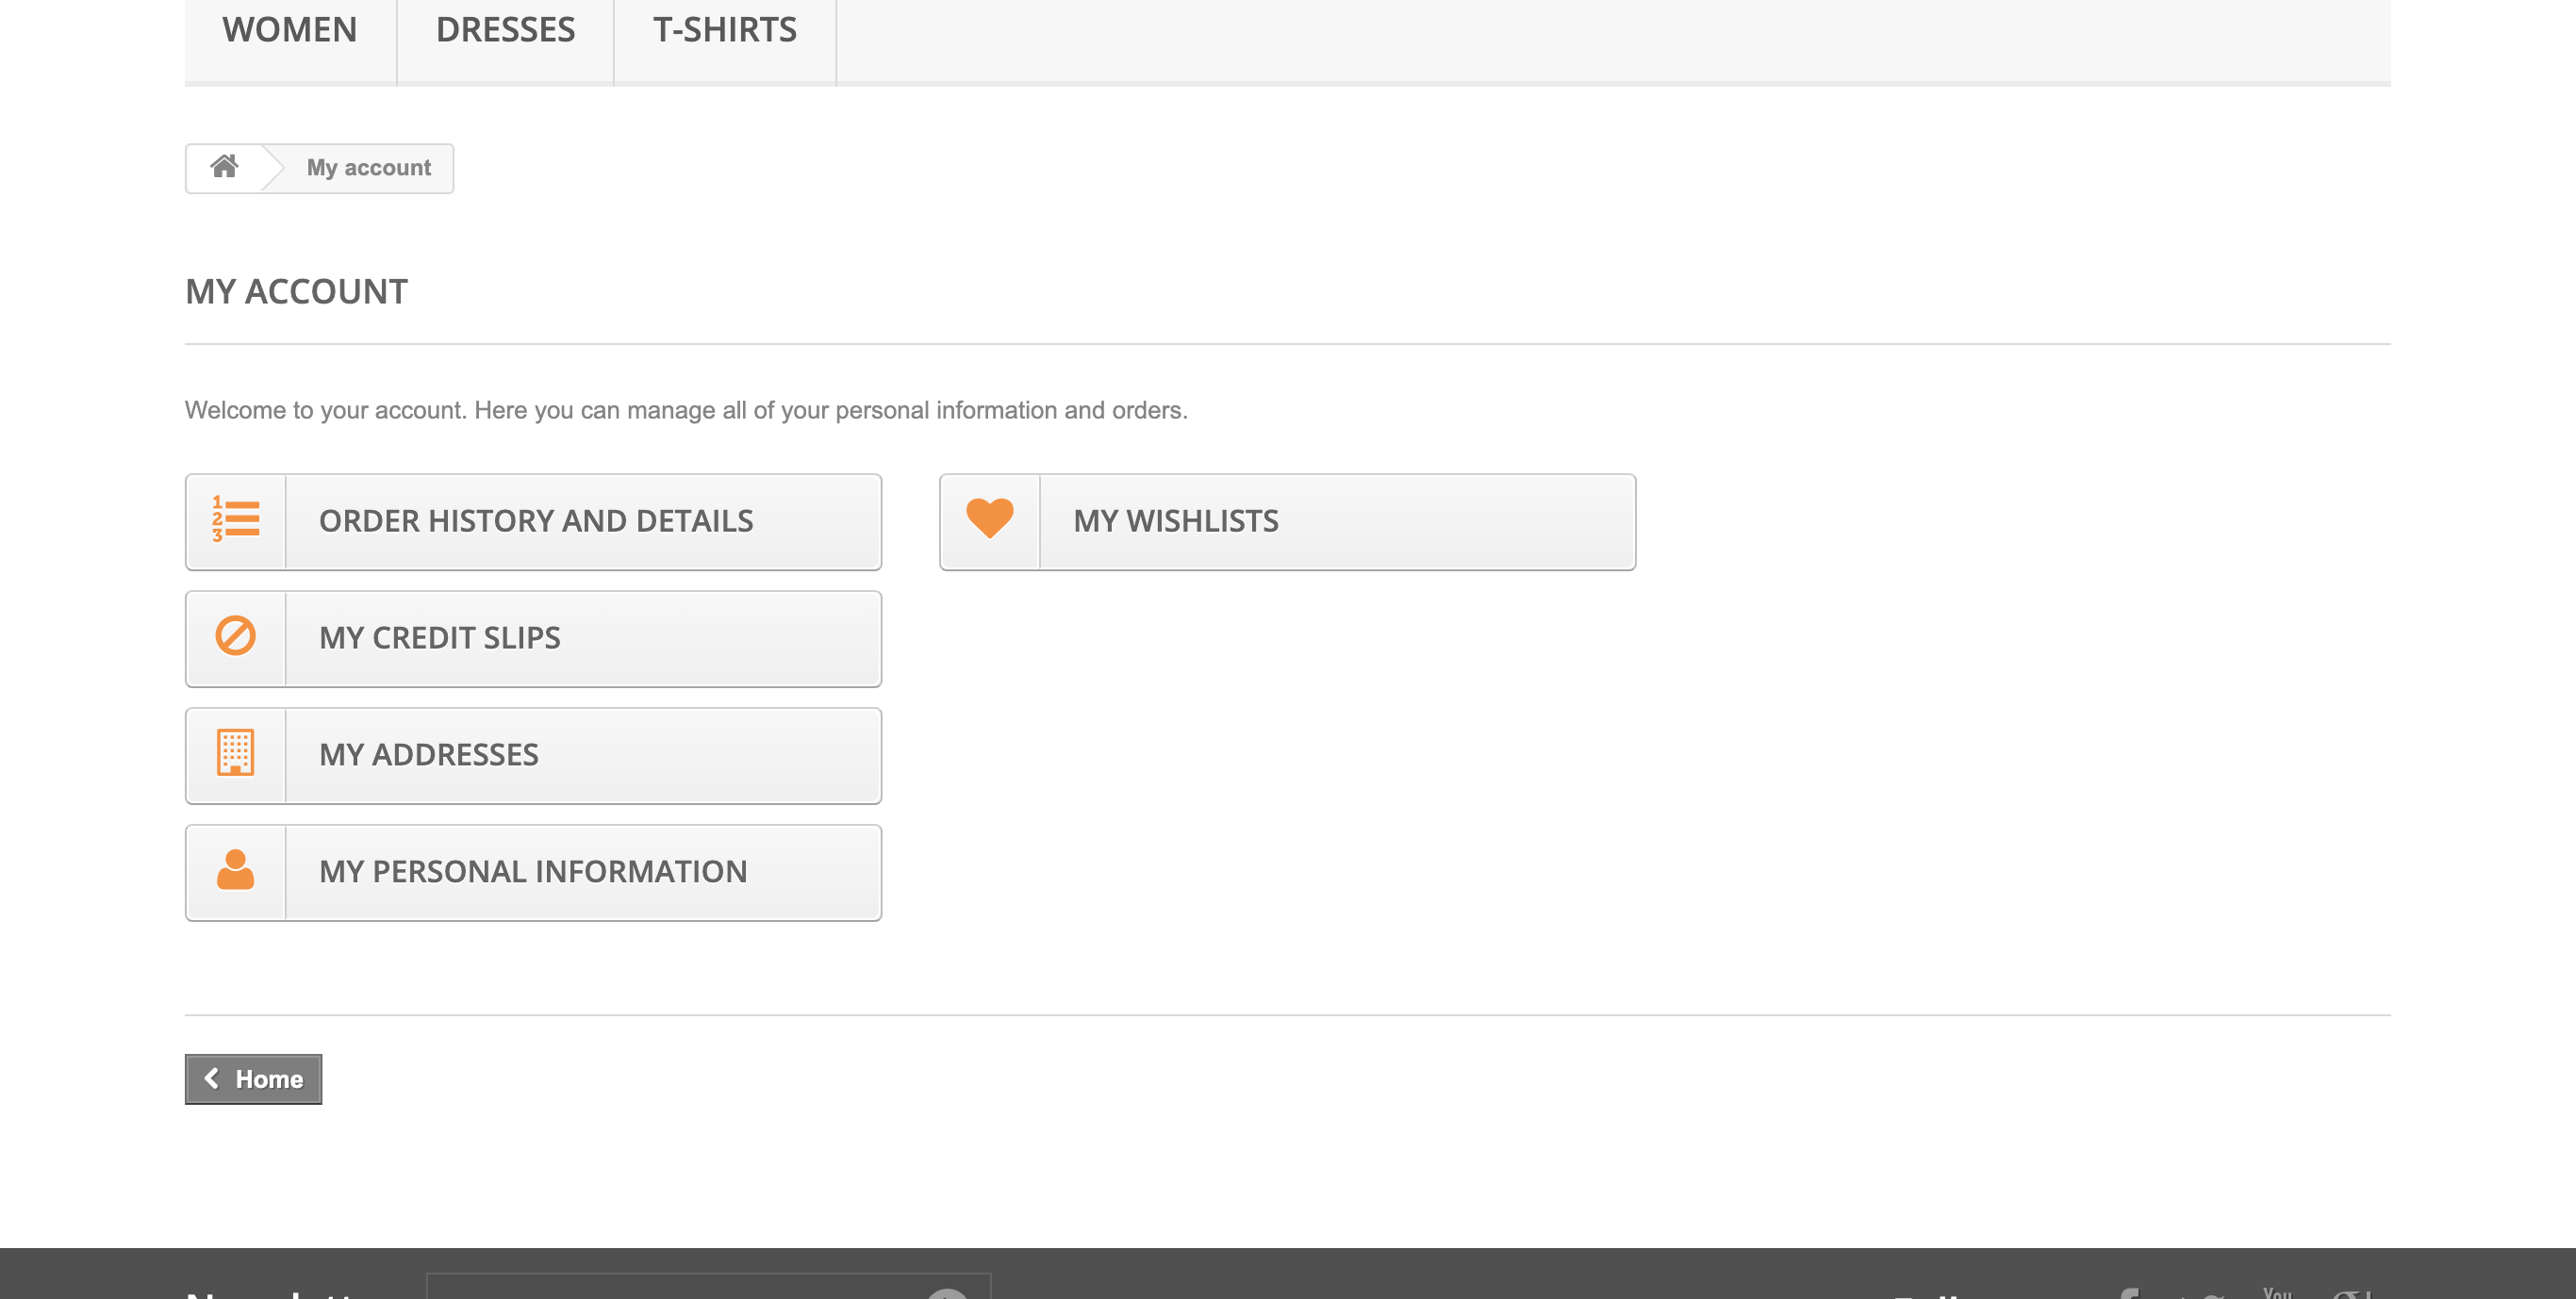 WOMEN DRESSES T-SHIRTS
My account
MY ACCOUNT
Welcome to your account. Here you can manage all of your personal information and orders.
ORDER HISTORY AND DETAILS
MY WISHLISTS
MY CREDIT SLIPS
MY ADDRESSES
MY PERSONAL INFORMATION
Home